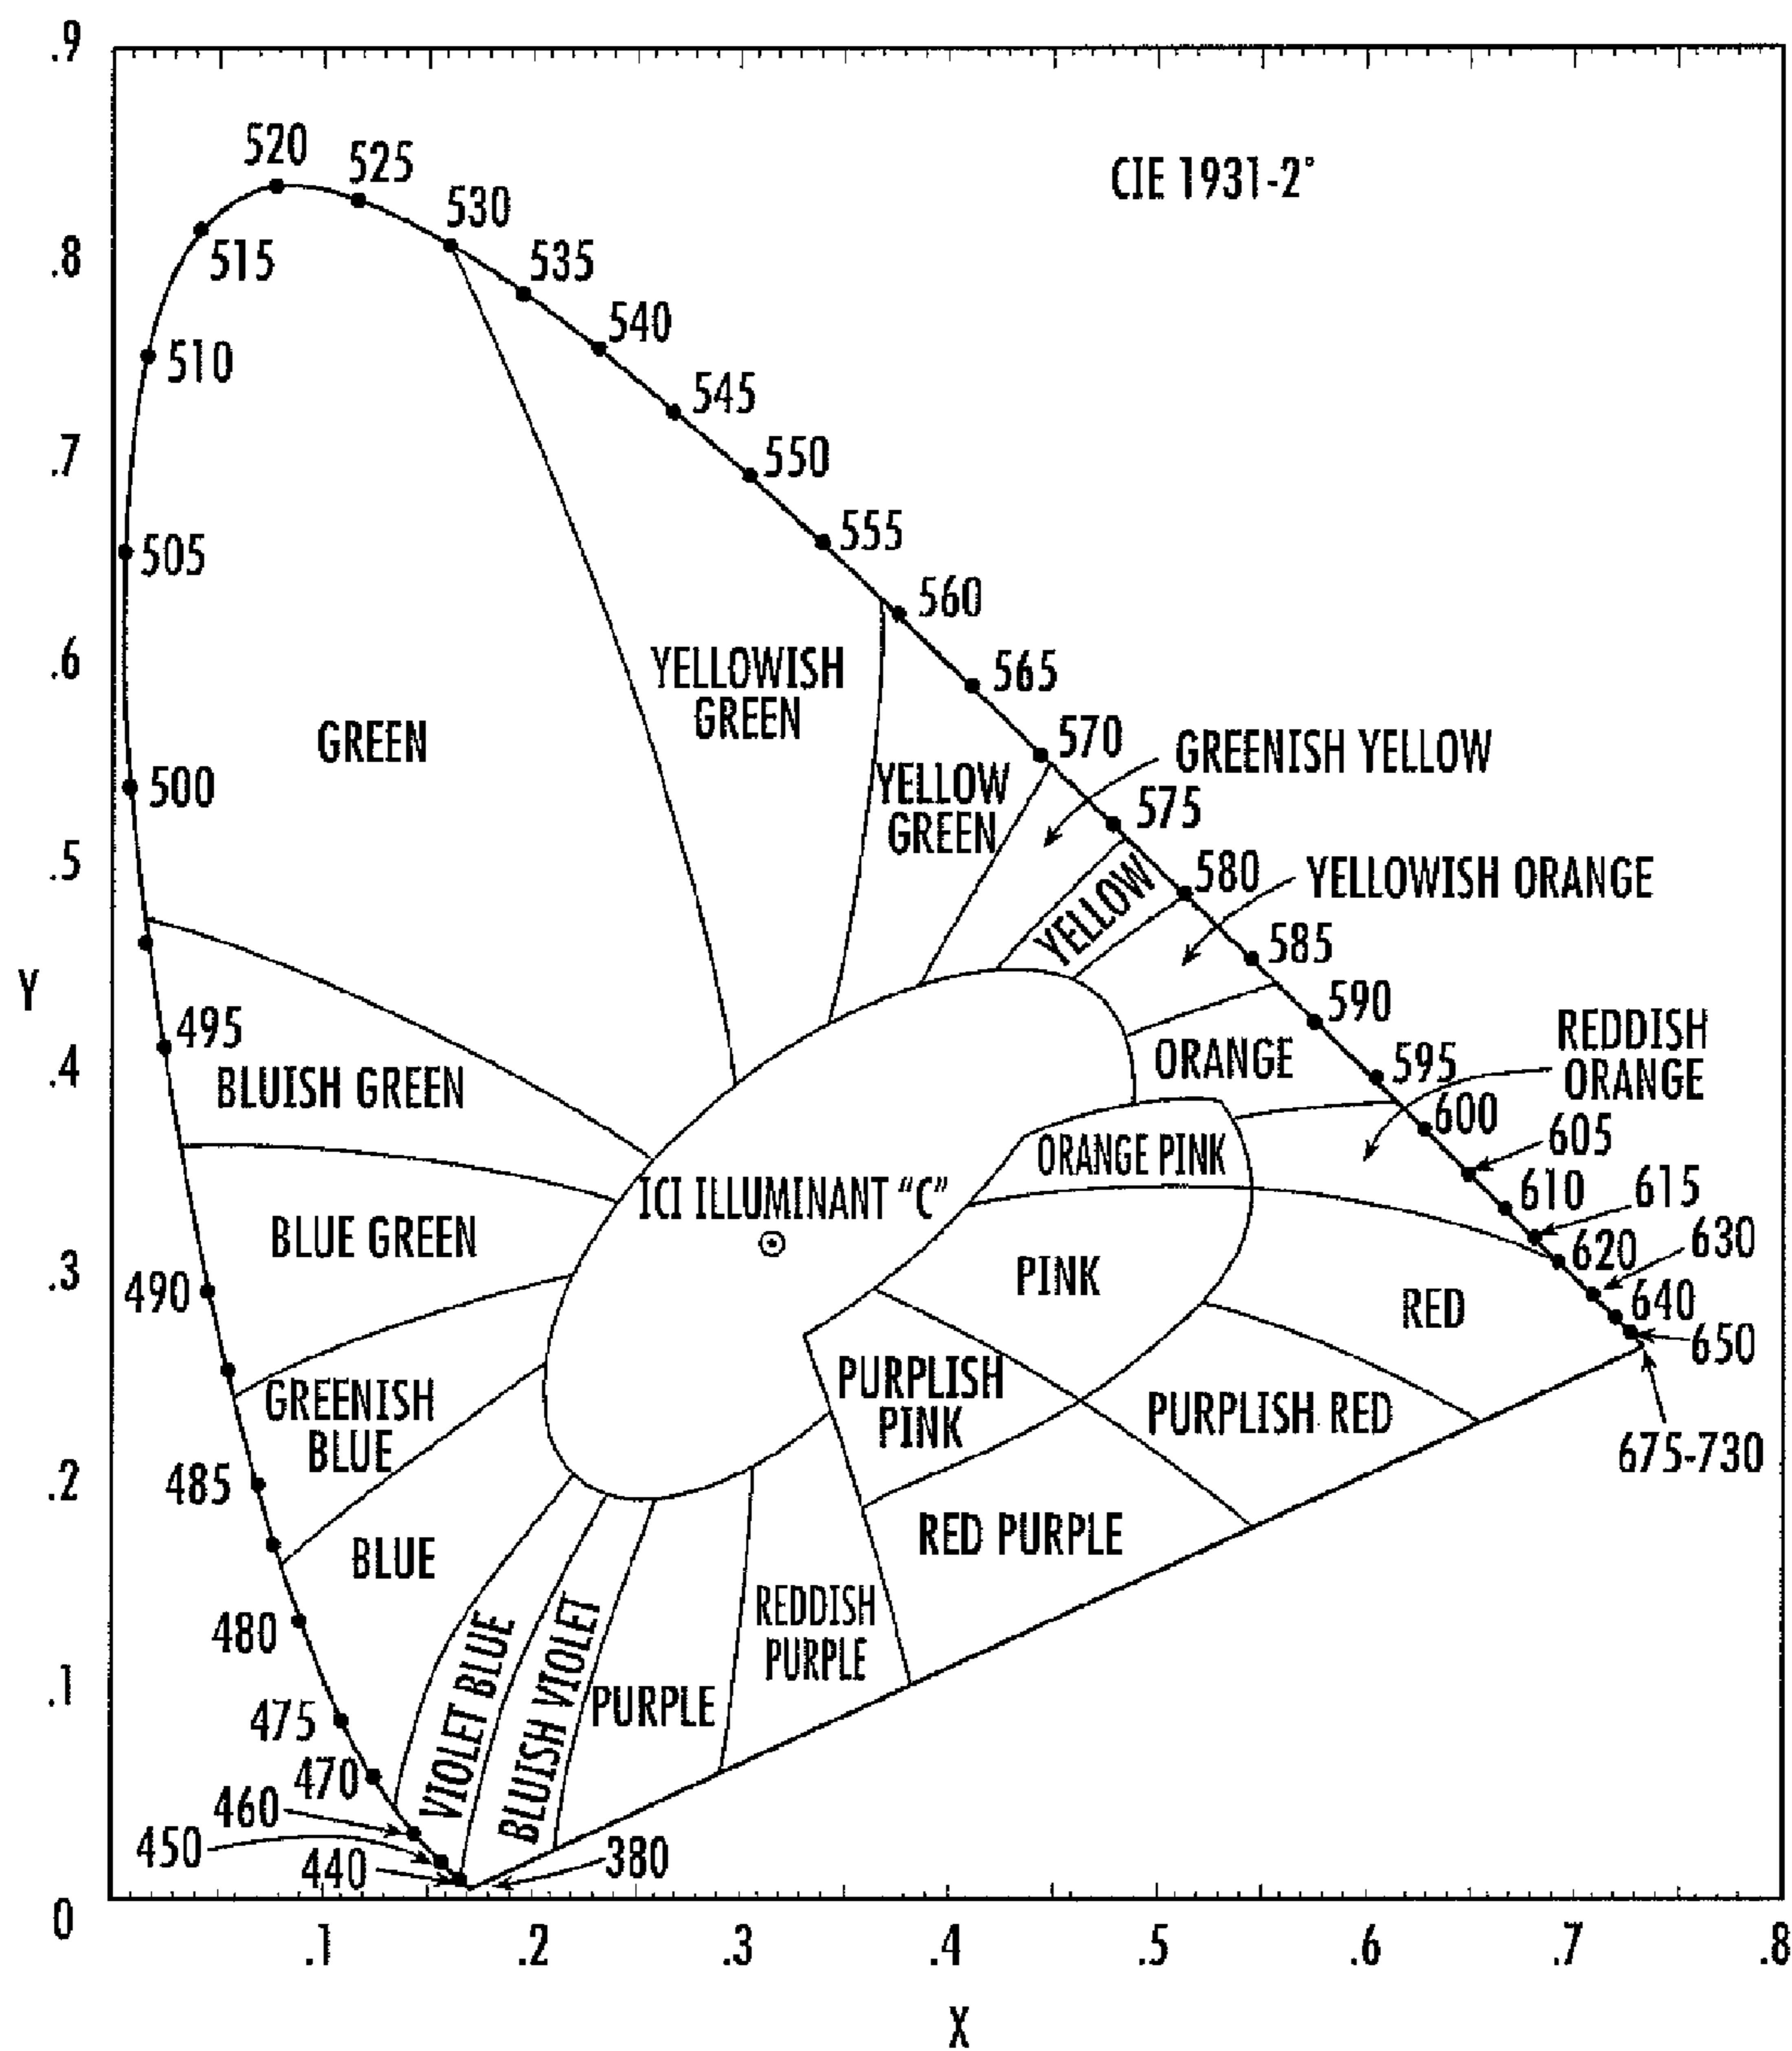 .9
520
525
CIE 1931-2°
530
.8
515
535
540
510
545
.7
550
555
505
560
.6
YELLOWISH
GREEN
565
GREEN
570
GREENISH YELLOW
500
YELLOW
GREEN
575
.5
YELLOW
580
YELLOWISH ORANGE
585
Y
590
495
REDDISH
ORANGE
.4
BLUISH GREEN
ORANGE
595
600
605
ORANGE PINK
ICI ILLUMINANT "C"
610
615
BLUE GREEN
620
630
.3
490
PINK
RED
640
650
GREENISH
BLUE
PURPLISH
PINK
PURPLISH RED
675-730
.2
485
BLUE
RED PURPLE
480
REDDISH
PURPLE
.1
475
VIOLET BLUE
BLUISH VIOLET
PURPLE
470
460
450
440
380
0
.1
.2
.3
.4
.5
.6
.7
.8
X